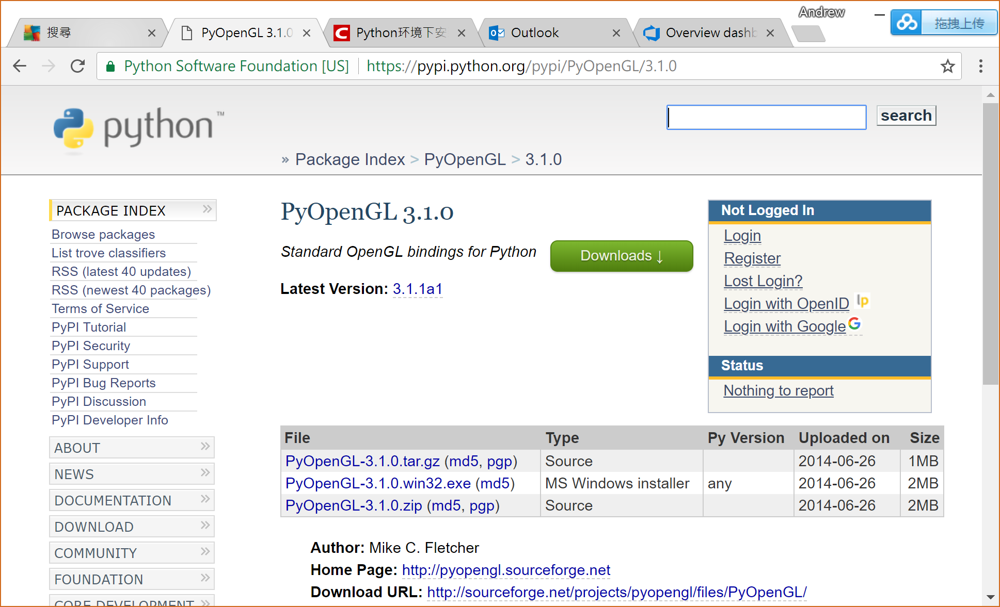 Andrew
搜尋
PyOpenGL 3.1.0
Python环境下安
Outlook
Overview dashb
拖拽上传
Python Software Foundation [US]
https://pypi.python.org/pypi/PyOpenGL/3.1.0
python™
search
» Package Index > PyOpenGL > 3.1.0
PACKAGE INDEX »
Browse packages
List trove classifiers
RSS (latest 40 updates)
RSS (newest 40 packages)
Terms of Service
PyPI Tutorial
PyPI Security
PyPI Support
PyPI Bug Reports
PyPI Discussion
PyPI Developer Info
ABOUT »
NEWS »
DOCUMENTATION »
DOWNLOAD »
COMMUNITY »
FOUNDATION »
CORE DEVELOPMENT »
PyOpenGL 3.1.0
Standard OpenGL bindings for Python
Downloads ↓
Latest Version: 3.1.1a1
Not Logged In
Login
Register
Lost Login?
Login with OpenID lp
Login with Google G
Status
Nothing to report
File Type Py Version Uploaded on Size
PyOpenGL-3.1.0.tar.gz (md5, pgp) Source 2014-06-26 1MB
PyOpenGL-3.1.0.win32.exe (md5) MS Windows installer any 2014-06-26 2MB
PyOpenGL-3.1.0.zip (md5, pgp) Source 2014-06-26 2MB
Author: Mike C. Fletcher
Home Page: http://pyopengl.sourceforge.net
Download URL: http://sourceforge.net/projects/pyopengl/files/PyOpenGL/